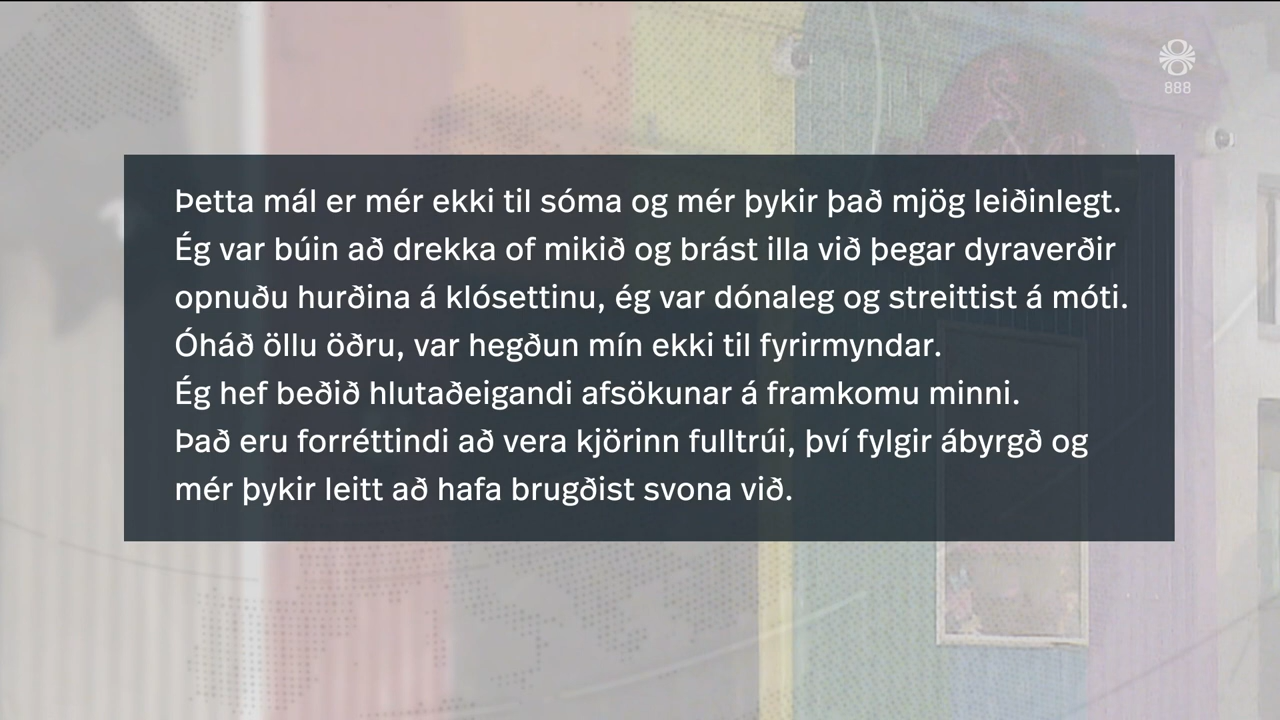 888
Þetta mál er mér ekki til sóma og mér þykir það mjög leiðinlegt.
Ég var búin að drekka of mikið og brást illa við þegar dyraverðir
opnuðu hurðina á klósettinu, ég var dónaleg og streittist á móti.
Óháð öllu öðru, var hegðun mín ekki til fyrirmyndar.
Ég hef beðið hlutaðeigandi afsökunar á framkomu minni.
Það eru forréttindi að vera kjörinn fulltrúi, því fylgir ábyrgð og
mér þykir leitt að hafa brugðist svona við.